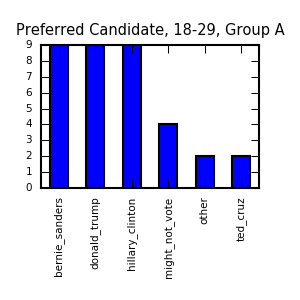 Preferred Candidate, 18-29, Group A
9
8
7
6
5
4
3
2
1
0
bernie_sanders
donald_trump
hillary_clinton
might_not_vote
other
ted_cruz